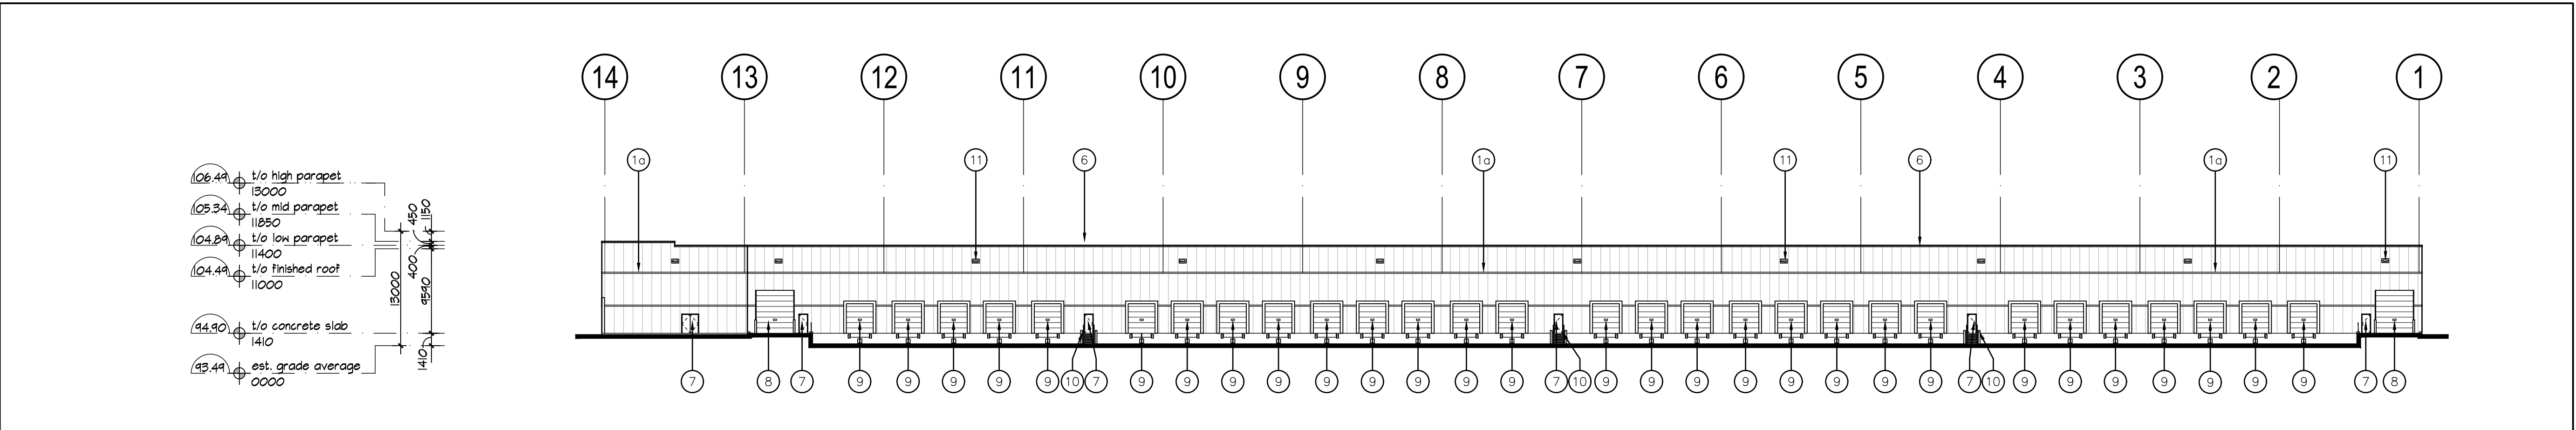 14 13 12 11 10 9 8 7 6 5 4 3 2 1
1a 11 6 1a 11 6 1a 11
106.49 t/o high parapet
13000
105.34 t/o mid parapet
11850
104.89 t/o low parapet
11400
104.49 t/o finished roof
11000
94.90 t/o concrete slab
1410
93.49 est. grade average
0000
13000
450
1150
400
9590
1410
7 8 7 9 9 9 9 9 10 7 9 9 9 9 9 9 9 9 9 7 10 9 9 9 9 9 9 9 9 7 10 9 9 9 9 9 9 9 7 8